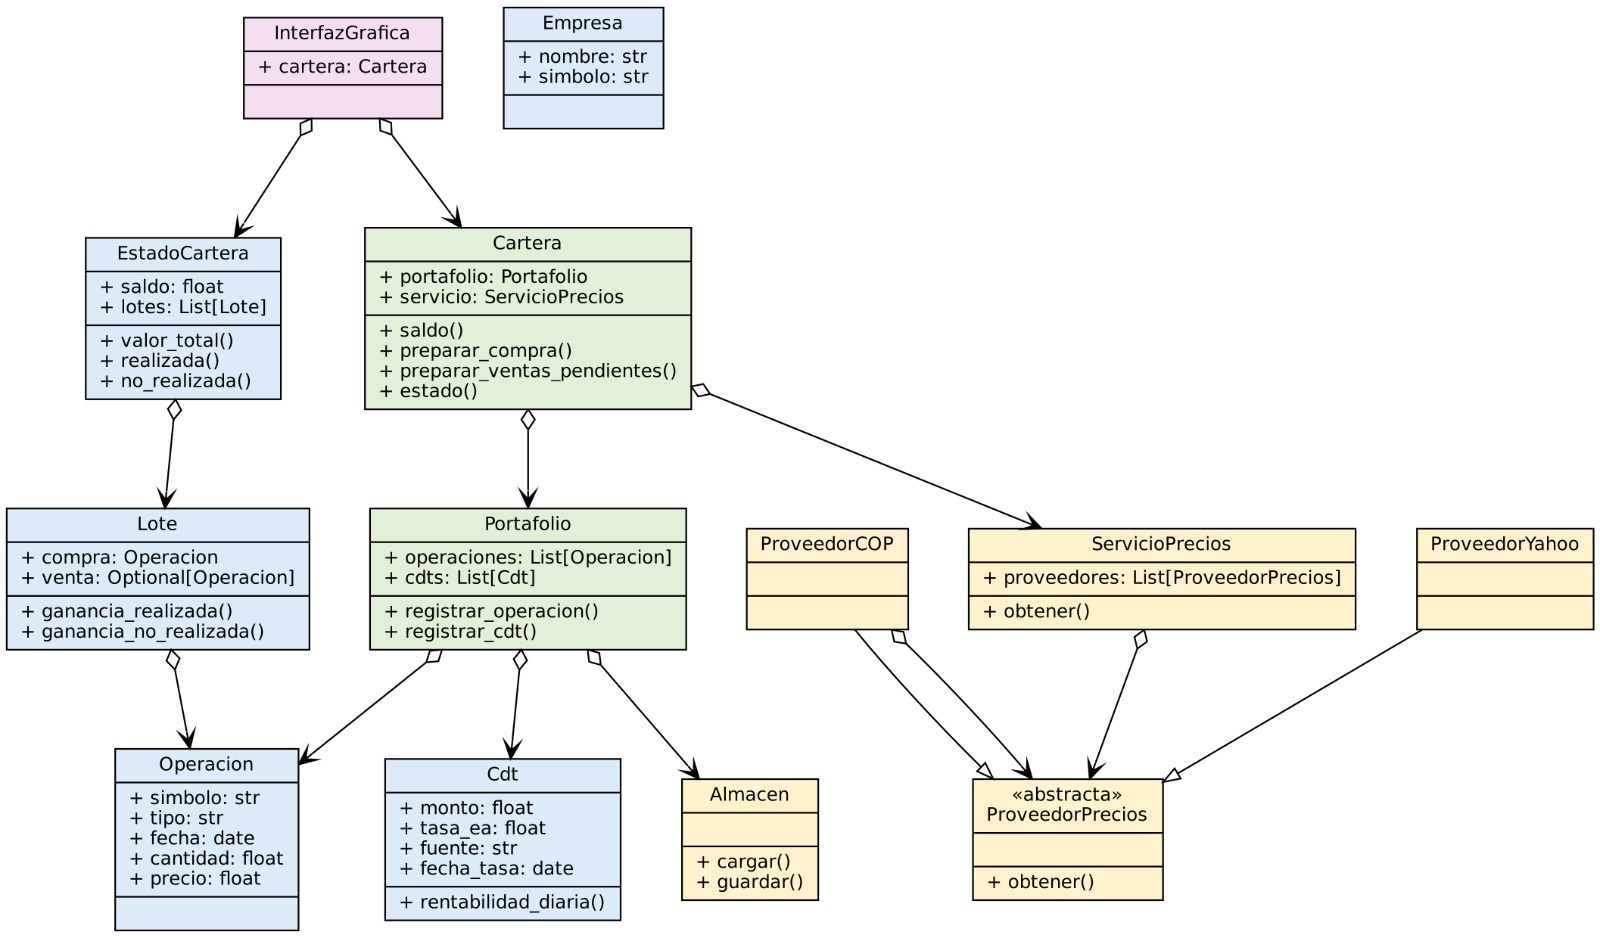 InterfazGrafica
+ cartera: Cartera
Empresa
+ nombre: str
+ simbolo: str
EstadoCartera
+ saldo: float
+ lotes: List[Lote]
+ valor_total()
+ realizada()
+ no_realizada()
Cartera
+ portafolio: Portafolio
+ servicio: ServicioPrecios
+ saldo()
+ preparar_compra()
+ preparar_ventas_pendientes()
+ estado()
Lote
+ compra: Operacion
+ venta: Optional[Operacion]
+ ganancia_realizada()
+ ganancia_no_realizada()
Portafolio
+ operaciones: List[Operacion]
+ cdts: List[Cdt]
+ registrar_operacion()
+ registrar_cdt()
ProveedorCOP
ServicioPrecios
+ proveedores: List[ProveedorPrecios]
+ obtener()
ProveedorYahoo
Operacion
+ simbolo: str
+ tipo: str
+ fecha: date
+ cantidad: float
+ precio: float
Cdt
+ monto: float
+ tasa_ea: float
+ fuente: str
+ fecha_tasa: date
+ rentabilidad_diaria()
Almacen
+ cargar()
+ guardar()
«abstracta»
ProveedorPrecios
+ obtener()